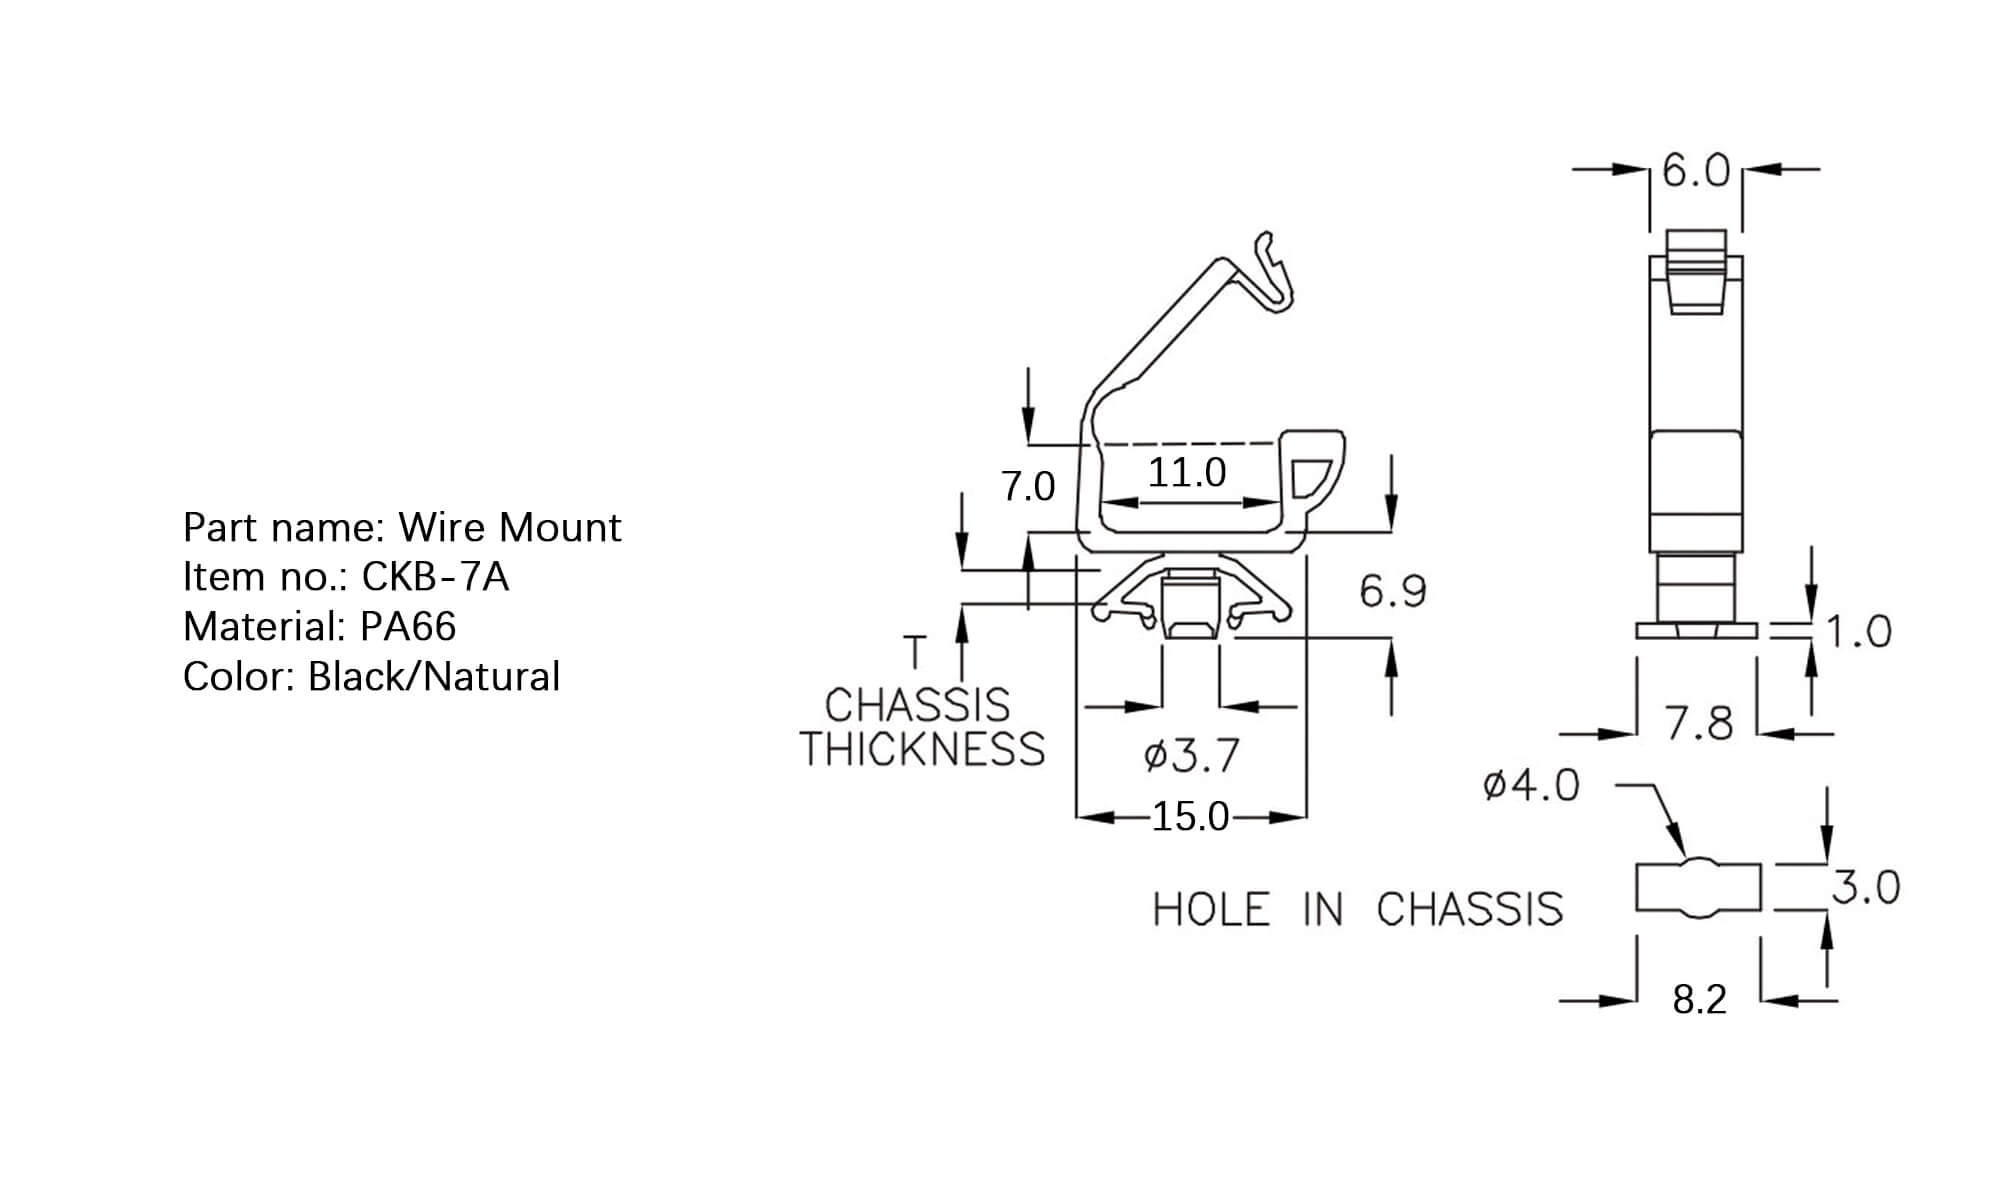 Part name: Wire Mount
Item no.: CKB-7A
Material: PA66
Color: Black/Natural
6.0
7.0
11.0
6.9
1.0
T
CHASSIS
THICKNESS
ø3.7
15.0
7.8
ø4.0
3.0
HOLE IN CHASSIS
8.2